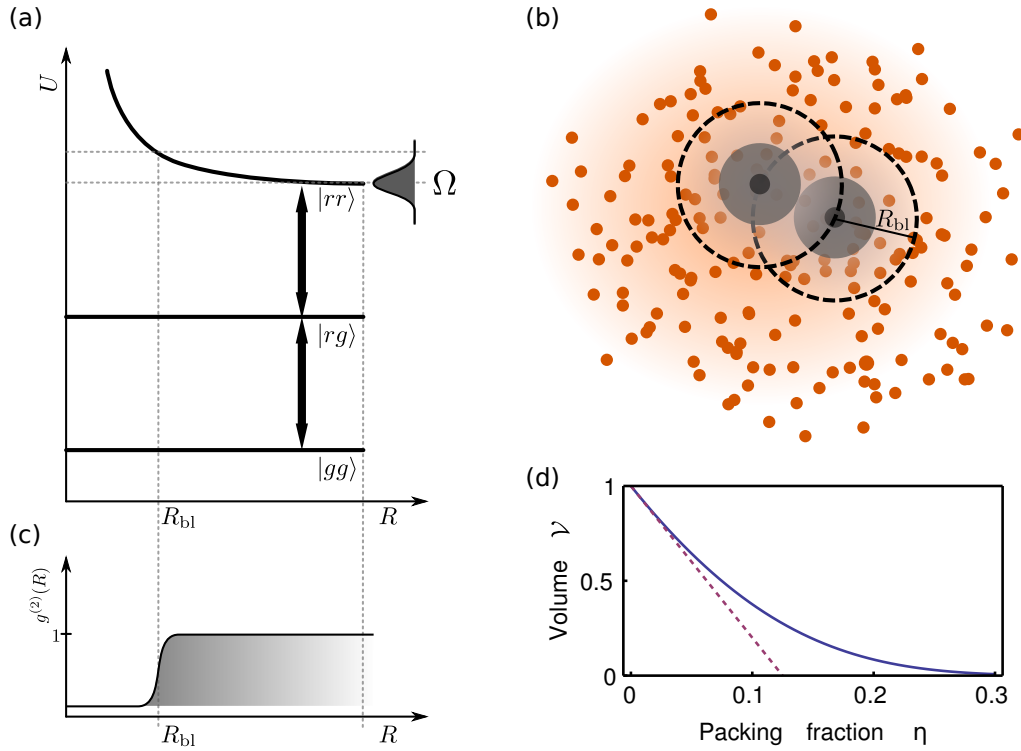 (a)
U
Ω
|rr⟩
|rg⟩
|gg⟩
R_bl
R
(b)
R_bl
(c)
g^(2)(R)
1
R_bl
R
(d)
Volume 𝒱
1
0.5
0
0
0.1
0.2
0.3
Packing fraction η